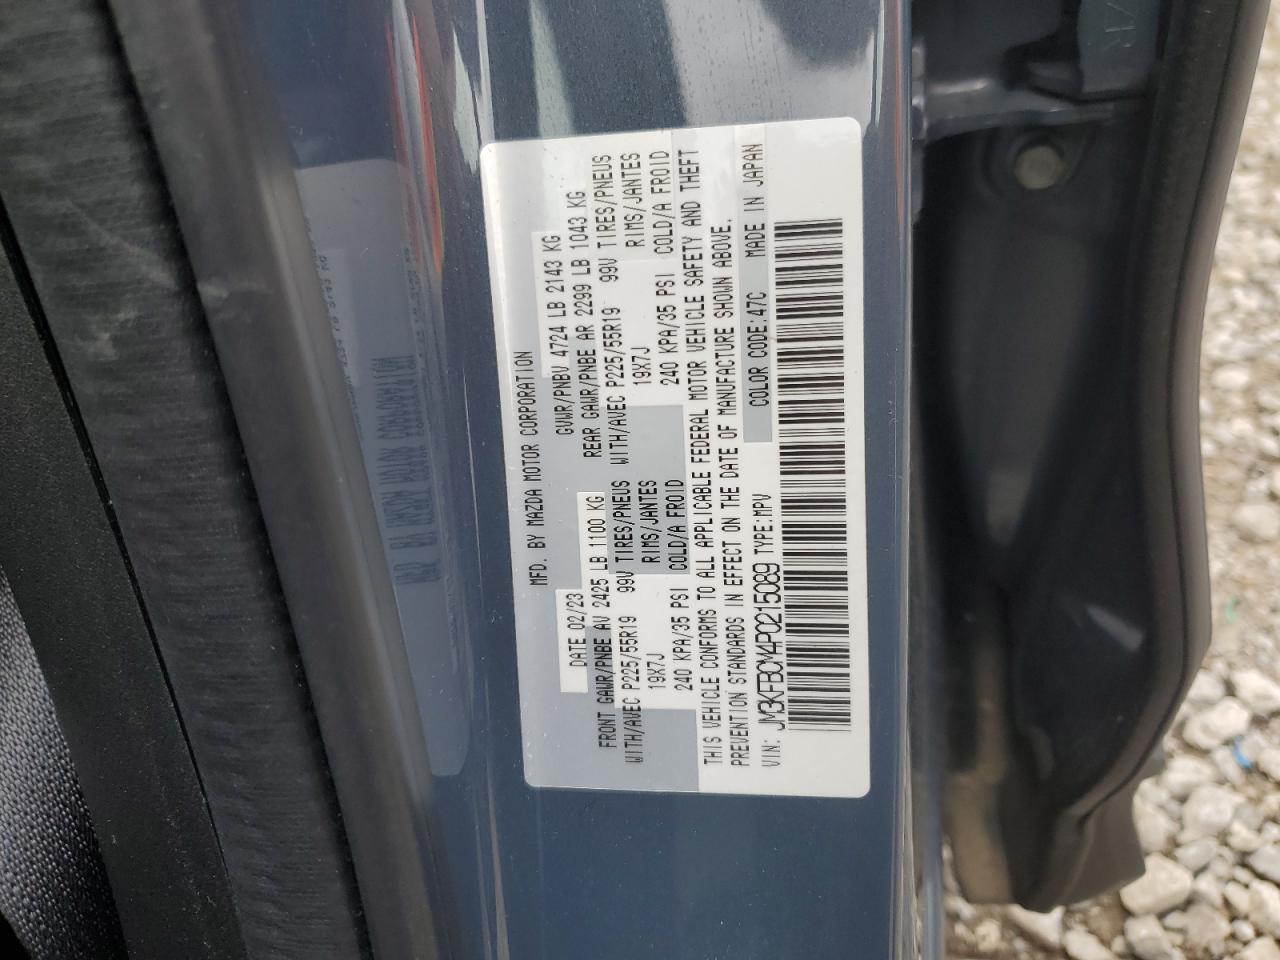 MFD. BY MAZDA MOTOR CORPORATION
DATE 02/23 GVWR/PNBV 4724 LB 2143 KG
FRONT GAWR/PNBE AV 2425 LB 1100 KG REAR GAWR/PNBE AR 2299 LB 1043 KG
WITH/AVEC P225/55R19 99V TIRES/PNEUS WITH/AVEC P225/55R19 99V TIRES/PNEUS
19X7J RIMS/JANTES 19X7J RIMS/JANTES
240 KPA/35 PSI COLD/A FROID 240 KPA/35 PSI COLD/A FROID
THIS VEHICLE CONFORMS TO ALL APPLICABLE FEDERAL MOTOR VEHICLE SAFETY AND THEFT
PREVENTION STANDARDS IN EFFECT ON THE DATE OF MANUFACTURE SHOWN ABOVE.
VIN: JM3KFBCY4P0215089 TYPE:MPV COLOR CODE:47C MADE IN JAPAN